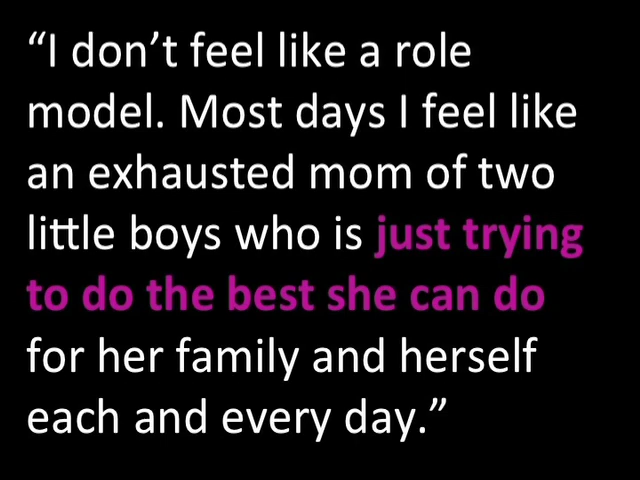 “I don’t feel like a role
model. Most days I feel like
an exhausted mom of two
little boys who is just trying
to do the best she can do
for her family and herself
each and every day.”